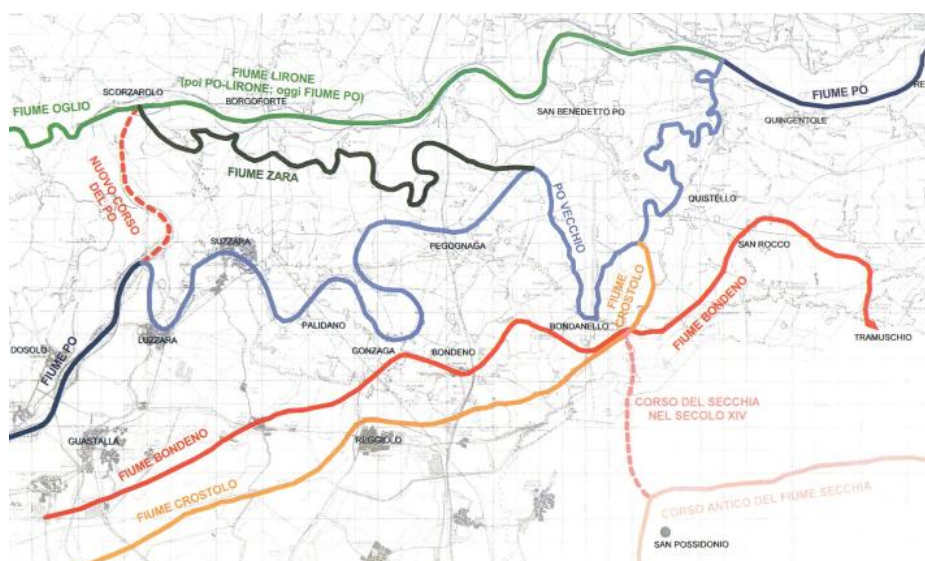 FIUME OGLIO
SCORZAROLO
FIUME LIRONE
(poi PO-LIRONE; oggi FIUME PO)
BORGOFORTE
SAN BENEDETTO PO
FIUME PO
QUINGENTOLE
RE
NUOVO CORSO
DEL PO
FIUME ZARA
PO VECCHIO
QUISTELLO
SUZZARA
PEGOGNAGA
SAN ROCCO
FIUME
CROSTOLO
FIUME BONDENO
TRAMUSCHIO
DOSOLO
FIUME PO
LUZZARA
PALIDANO
GONZAGA
BONDENO
BONDANELLO
GUASTALLA
FIUME BONDENO
REGGIOLO
CORSO DEL SECCHIA
NEL SECOLO XIV
FIUME CROSTOLO
CORSO ANTICO DEL FIUME SECCHIA
SAN POSSIDONIO